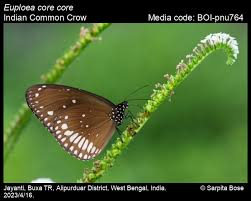 Euploea core core
Indian Common Crow
Media code: BOI-pnu764
Jayanti, Buxa TR, Alipurduar District, West Bengal, India.
2023/4/16.
© Sarpita Bose